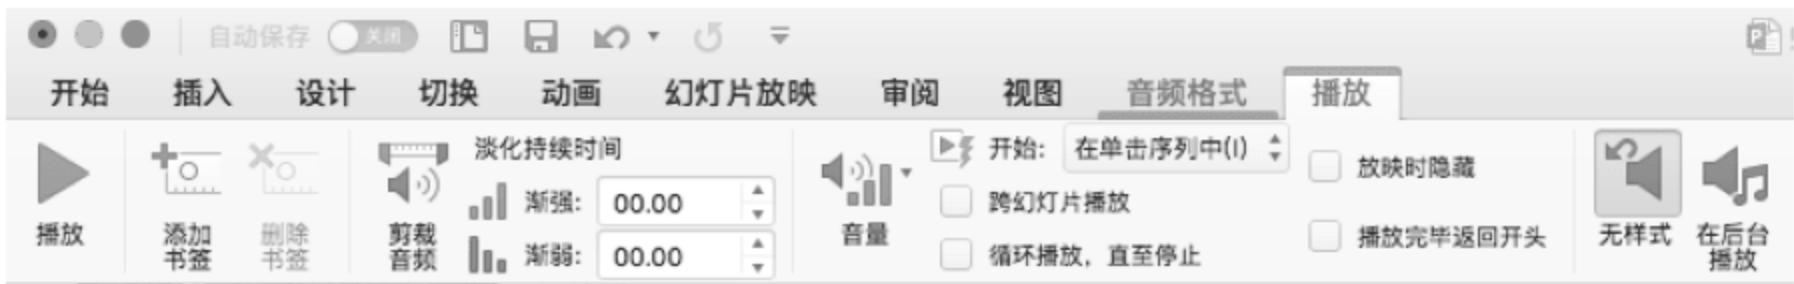 自动保存 关闭
开始 插入 设计 切换 动画 幻灯片放映 审阅 视图 音频格式 播放
播放
添加
书签
删除
书签
剪裁
音频
淡化持续时间
渐强: 00.00
渐弱: 00.00
音量
开始: 在单击序列中(I)
跨幻灯片播放
循环播放，直至停止
放映时隐藏
播放完毕返回开头
无样式
在后台
播放